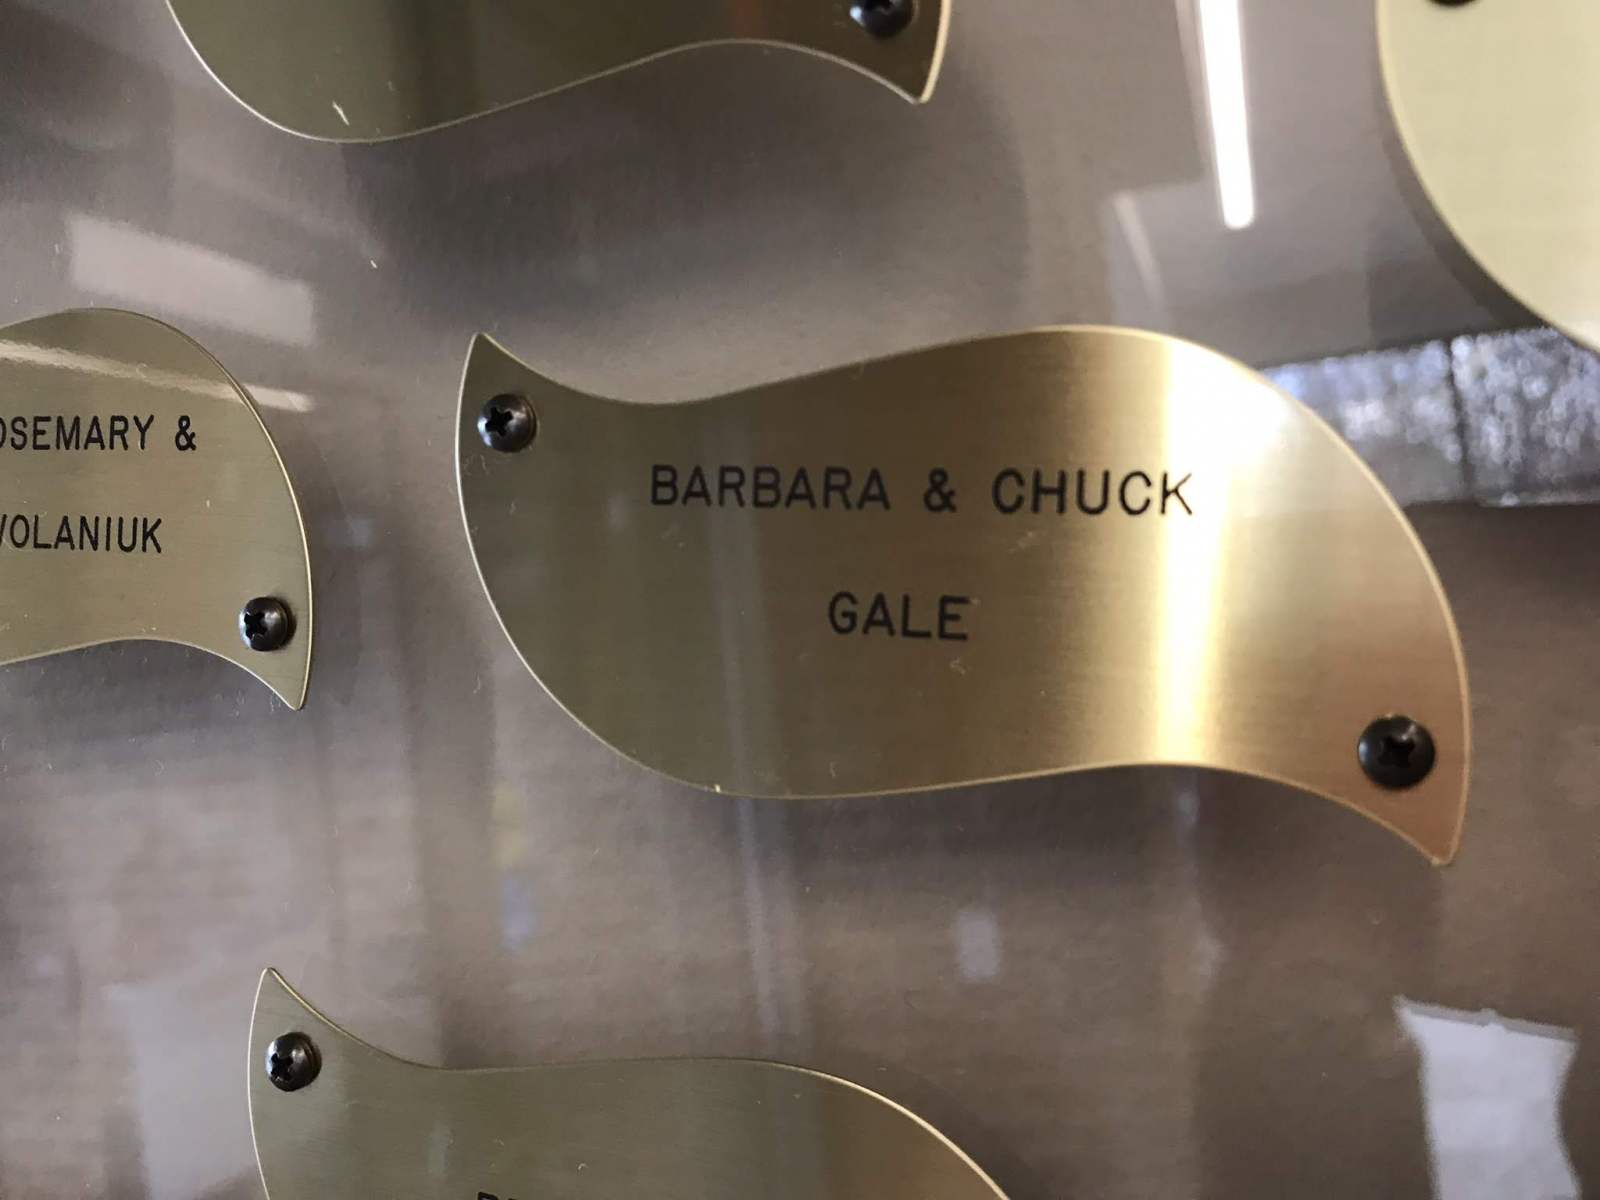 OSEMARY &
VOLANIUK
BARBARA & CHUCK
GALE